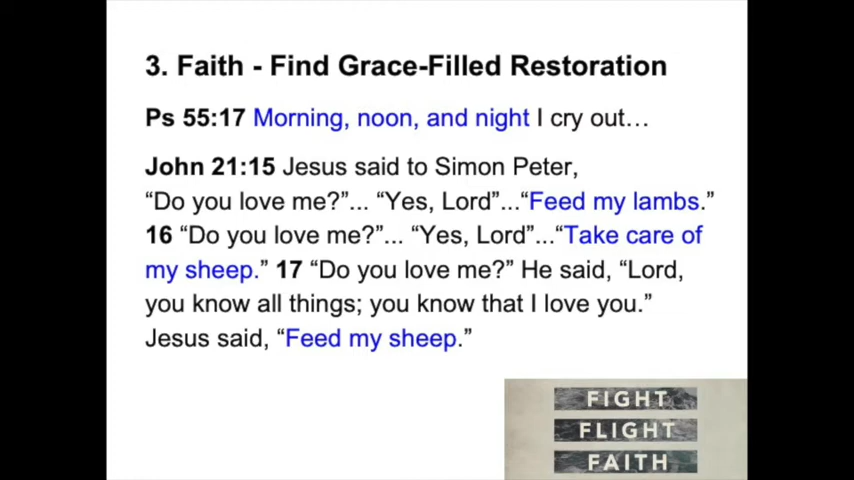 3. Faith - Find Grace-Filled Restoration
Ps 55:17 Morning, noon, and night I cry out…
John 21:15 Jesus said to Simon Peter,
“Do you love me?”... “Yes, Lord”...“Feed my lambs.”
16 “Do you love me?”... “Yes, Lord”...“Take care of
my sheep.” 17 “Do you love me?” He said, “Lord,
you know all things; you know that I love you.”
Jesus said, “Feed my sheep.”
FIGHT
FLIGHT
FAITH